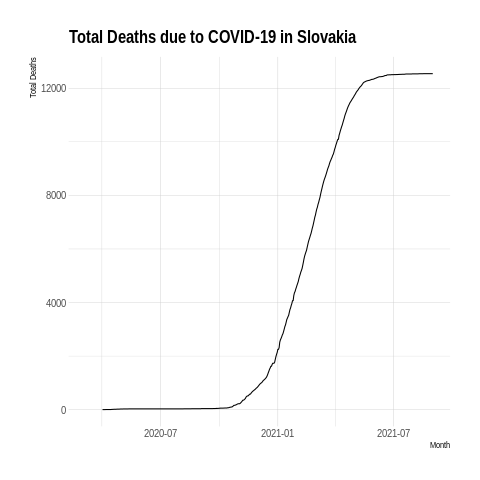 Total Deaths due to COVID-19 in Slovakia
Total Deaths
12000
8000
4000
0
2020-07
2021-01
2021-07
Month